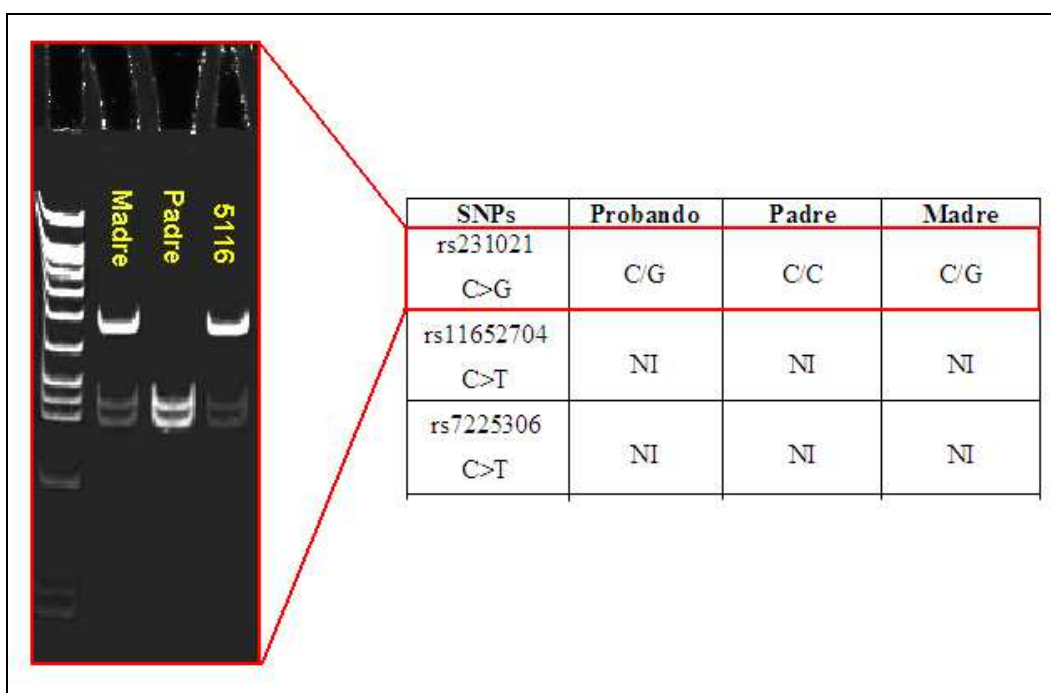 Madre
Padre
5116
SNPs Probando Padre Madre
rs231021
C>G
C/G C/C C/G
rs11652704
C>T
NI NI NI
rs7225306
C>T
NI NI NI